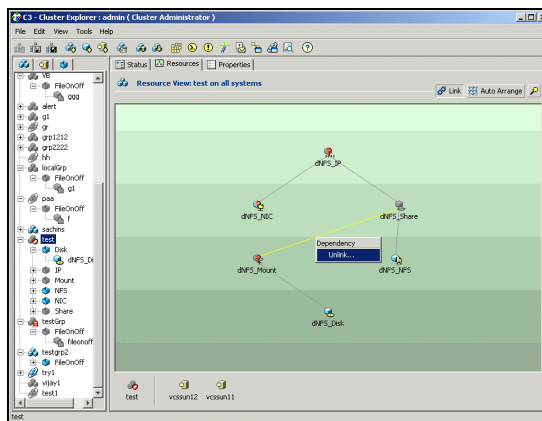 C3 - Cluster Explorer : admin ( Cluster Administrator )
File Edit View Tools Help
Status Resources Properties
Resource View: test on all systems
Link Auto Arrange
VB
FileOnOff
ggg
alert
g1
gr
grp1212
grp2222
hh
localGrp
FileOnOff
g1
paa
FileOnOff
f
sachins
test
Disk
dNFS_Di
IP
Mount
NFS
NIC
Share
testGrp
FileOnOff
fileonoff
testgrp2
FileOnOff
try1
vijay1
test1
dNFS_IP
dNFS_NIC
dNFS_Share
Dependency
Unlink...
dNFS_Mount
dNFS_NFS
dNFS_Disk
test vcssun12 vcssun11
test